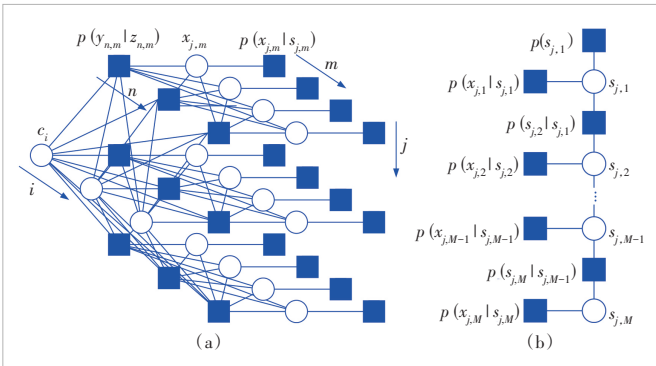 p (y_{n,m} | z_{n,m}) x_{j,m} p (x_{j,m} | s_{j,m})
m
n
c_i
j
i
(a)
p(s_{j,1})
p (x_{j,1} | s_{j,1}) s_{j,1}
p (s_{j,2} | s_{j,1})
p (x_{j,2} | s_{j,2}) s_{j,2}
...
p (x_{j,M-1} | s_{j,M-1}) s_{j,M-1}
p (s_{j,M} | s_{j,M-1})
p (x_{j,M} | s_{j,M}) s_{j,M}
(b)